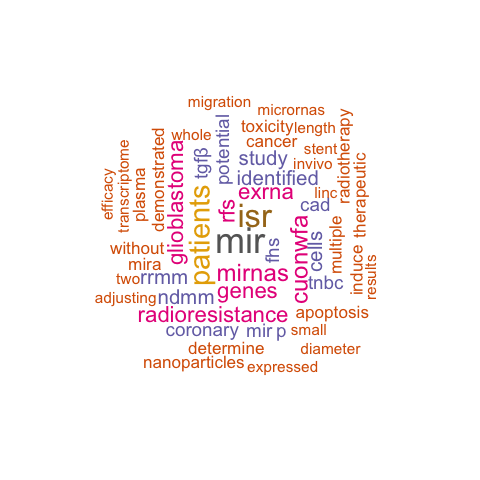 migration
micrornas
toxicity
length
whole
cancer
stent
radiotherapy
potential
demonstrated
transcriptome
efficacy
plasma
glioblastoma
tgfβ
study
invivo
identified
therapeutic
patients
rfs
exrna
linc
cad
isr
mir
fhs
cuonwfa
cells
multiple
induce
results
without
mira
two
rrmm
mirnas
tnbc
adjusting
ndmm
genes
radioresistance
apoptosis
coronary
mir p
small
determine
diameter
nanoparticles
expressed